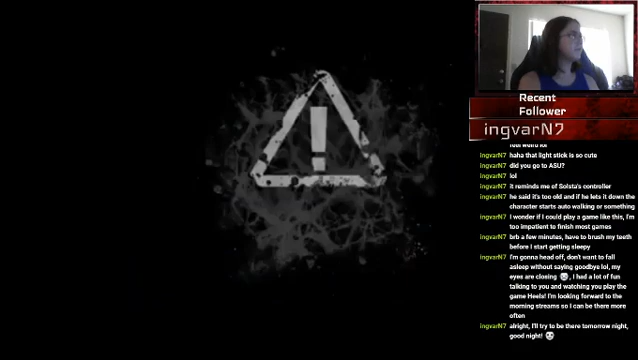 Recent
Follower
ingvarN7
ingvarN7 haha that light stick is so cute
ingvarN7 did you go to ASU?
ingvarN7 lol
ingvarN7 it reminds me of Solsta's controller
ingvarN7 he said it's too old and if he lets it down the
character starts auto walking or something
ingvarN7 I wonder if I could play a game like this, I'm
too impatient to finish most games
ingvarN7 brb a few minutes, have to brush my teeth
before I start getting sleepy
ingvarN7 I'm gonna head off, don't want to fall
asleep without saying goodbye lol, my
eyes are closing , I had a lot of fun
talking to you and watching you play the
game Heels! I'm looking forward to the
morning streams so I can be there more
often
ingvarN7 alright, I'll try to be there tomorrow night,
good night!